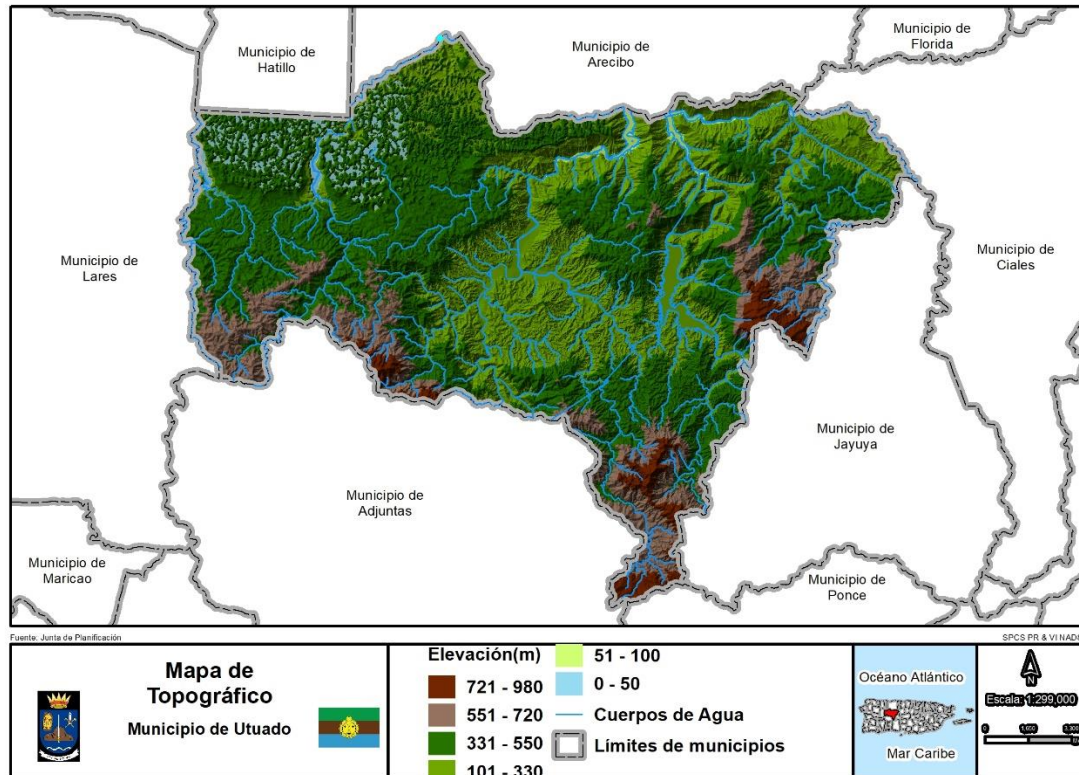 Municipio de
Hatillo
Municipio de
Arecibo
Municipio de
Florida
Municipio de
Lares
Municipio de
Ciales
Municipio de
Jayuya
Municipio de
Adjuntas
Municipio de
Maricao
Municipio de
Ponce
Fuente: Junta de Planificación
SPCS PR & VI NAD
Mapa de
Topográfico
Municipio de Utuado
Elevación(m)
721 - 980
551 - 720
331 - 550
101 - 330
51 - 100
0 - 50
Cuerpos de Agua
Límites de municipios
Océano Atlántico
Mar Caribe
N
Escala: 1:299,000
0